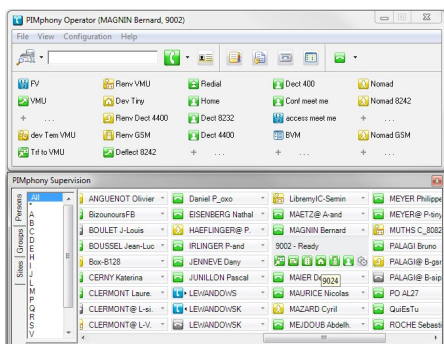 PIMphony Operator (MAGNIN Bernard, 9002)
File View Configuration Help
FV Renv VMU Redial Dect 400 Nomad
VMU Dev Tiny Home Conf meet me Nomad 8242
+ ... Renv Dect 4400 Dect 8232 access meet me + ...
dev Tem VMU Renv GSM Dect 4400 BVM Nomad GSM
Trf to VMU Deflect 8242 + ... + ... + ...
PIMphony Supervision
Persons
Groups
Sites
All
*
A
B
C
D
E
H
I
J
L
M
P
Q
R
S
V
ANGUENOT Olivier Daniel P_oxo LibremyIC-Semin MEYER Philippe
BizounoursFB EISENBERG Nathal MAETZ@ A-and MEYER@ P-tiny
BOULET J-Louis HAEFLINGER@ P. MAGNIN Bernard MUTHS C_8082
BOUSSEL Jean-Luc IRLINGER P-and 9002 - Ready PALAGI Bruno
Box-B128 JENNEVE Dany PALAGI@ B-gsm
CERNY Katerina JUNILLON Pascal MAIER De 9024 PALAGI@ B-sip
CLERMONT Laure. LEWANDOWS MAURICE Nicolas PO AL27
CLERMONT@ L-si. LEWANDOWSK MAZARD Cyril QuiEsTu
CLERMONT@ L-V. LEWANDOWSK MEJDOUB Abdelh. ROCHE Sebasti